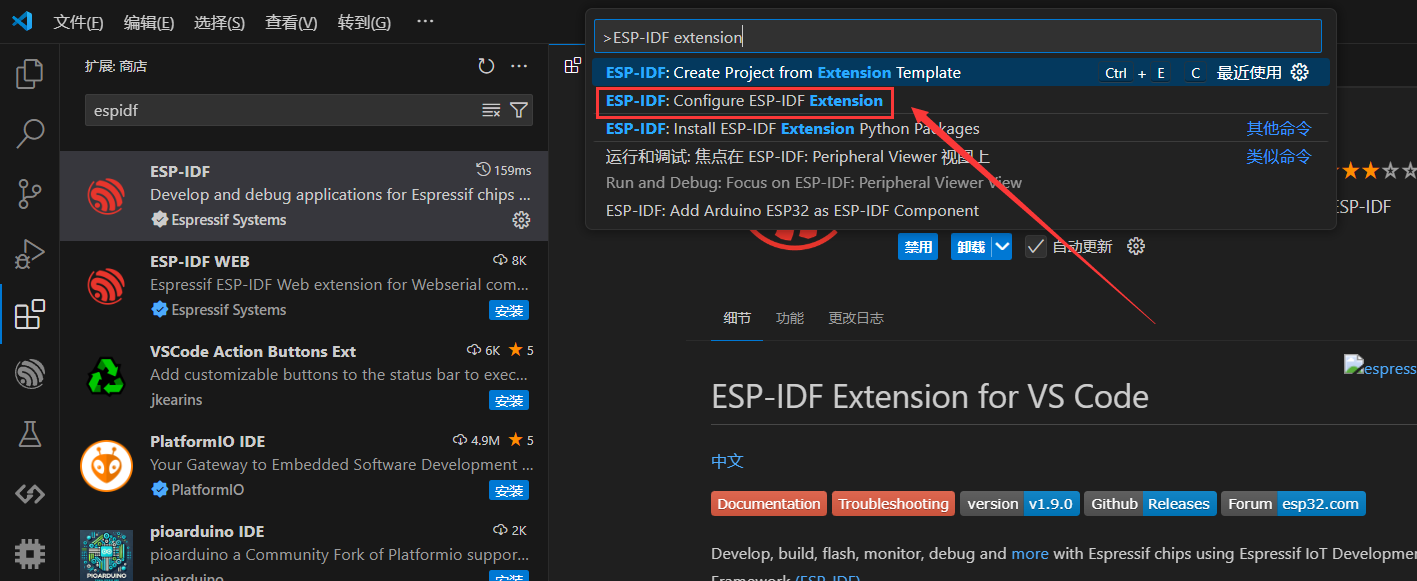 文件(F) 编辑(E) 选择(S) 查看(V) 转到(G) ···
>ESP-IDF extension
ESP-IDF: Create Project from Extension Template Ctrl + E C 最近使用
ESP-IDF: Configure ESP-IDF Extension
ESP-IDF: Install ESP-IDF Extension Python Packages 其他命令
运行和调试: 焦点在 ESP-IDF: Peripheral Viewer 视图上 类似命令
Run and Debug: Focus on ESP-IDF: Peripheral Viewer View
ESP-IDF: Add Arduino ESP32 as ESP-IDF Component
扩展: 商店
espidf
ESP-IDF 159ms
Develop and debug applications for Espressif chips ...
Espressif Systems
ESP-IDF WEB 8K
Espressif ESP-IDF Web extension for Webserial com...
Espressif Systems 安装
VSCode Action Buttons Ext 6K 5
Add customizable buttons to the status bar to exec...
jkearins 安装
PlatformIO IDE 4.9M 5
Your Gateway to Embedded Software Development ...
PlatformIO 安装
pioarduino IDE 2K
pioarduino a Community Fork of Platformio suppor...
pioarduino 安装
PIOARDUINO
ESP-IDF
禁用 卸载 自动更新
细节 功能 更改日志
espress
ESP-IDF Extension for VS Code
中文
Documentation Troubleshooting version v1.9.0 Github Releases Forum esp32.com
Develop, build, flash, monitor, debug and more with Espressif chips using Espressif IoT Developme
Framework (ESP-IDF)